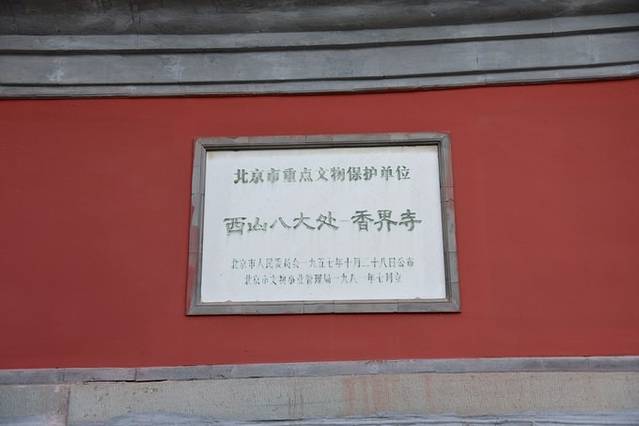 北京市重点文物保护单位
西山八大处—香界寺
北京市人民委员会一九五七年十月二十八日公布
北京市文物事业管理局一九八一年七月立